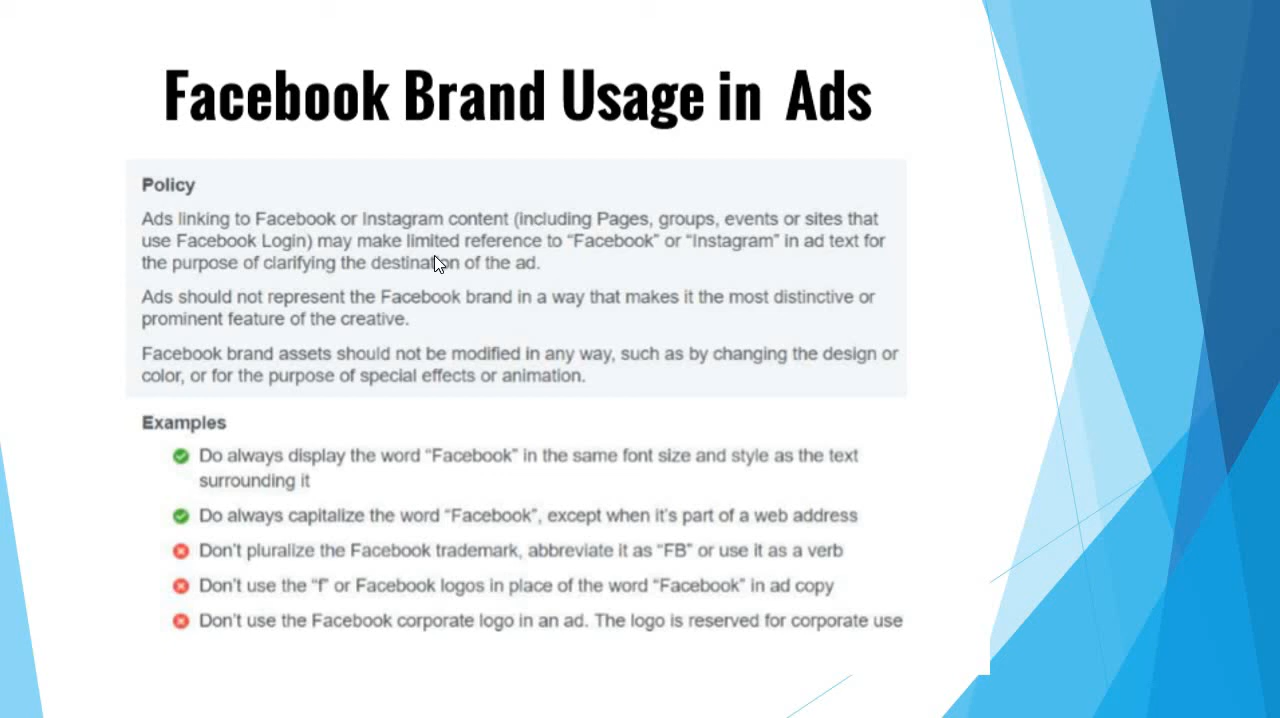 Facebook Brand Usage in Ads
Policy
Ads linking to Facebook or Instagram content (including Pages, groups, events or sites that
use Facebook Login) may make limited reference to “Facebook” or “Instagram” in ad text for
the purpose of clarifying the destination of the ad.
Ads should not represent the Facebook brand in a way that makes it the most distinctive or
prominent feature of the creative.
Facebook brand assets should not be modified in any way, such as by changing the design or
color, or for the purpose of special effects or animation.
Examples
Do always display the word “Facebook” in the same font size and style as the text
surrounding it
Do always capitalize the word “Facebook”, except when it’s part of a web address
Don’t pluralize the Facebook trademark, abbreviate it as “FB” or use it as a verb
Don’t use the “f” or Facebook logos in place of the word “Facebook” in ad copy
Don’t use the Facebook corporate logo in an ad. The logo is reserved for corporate use